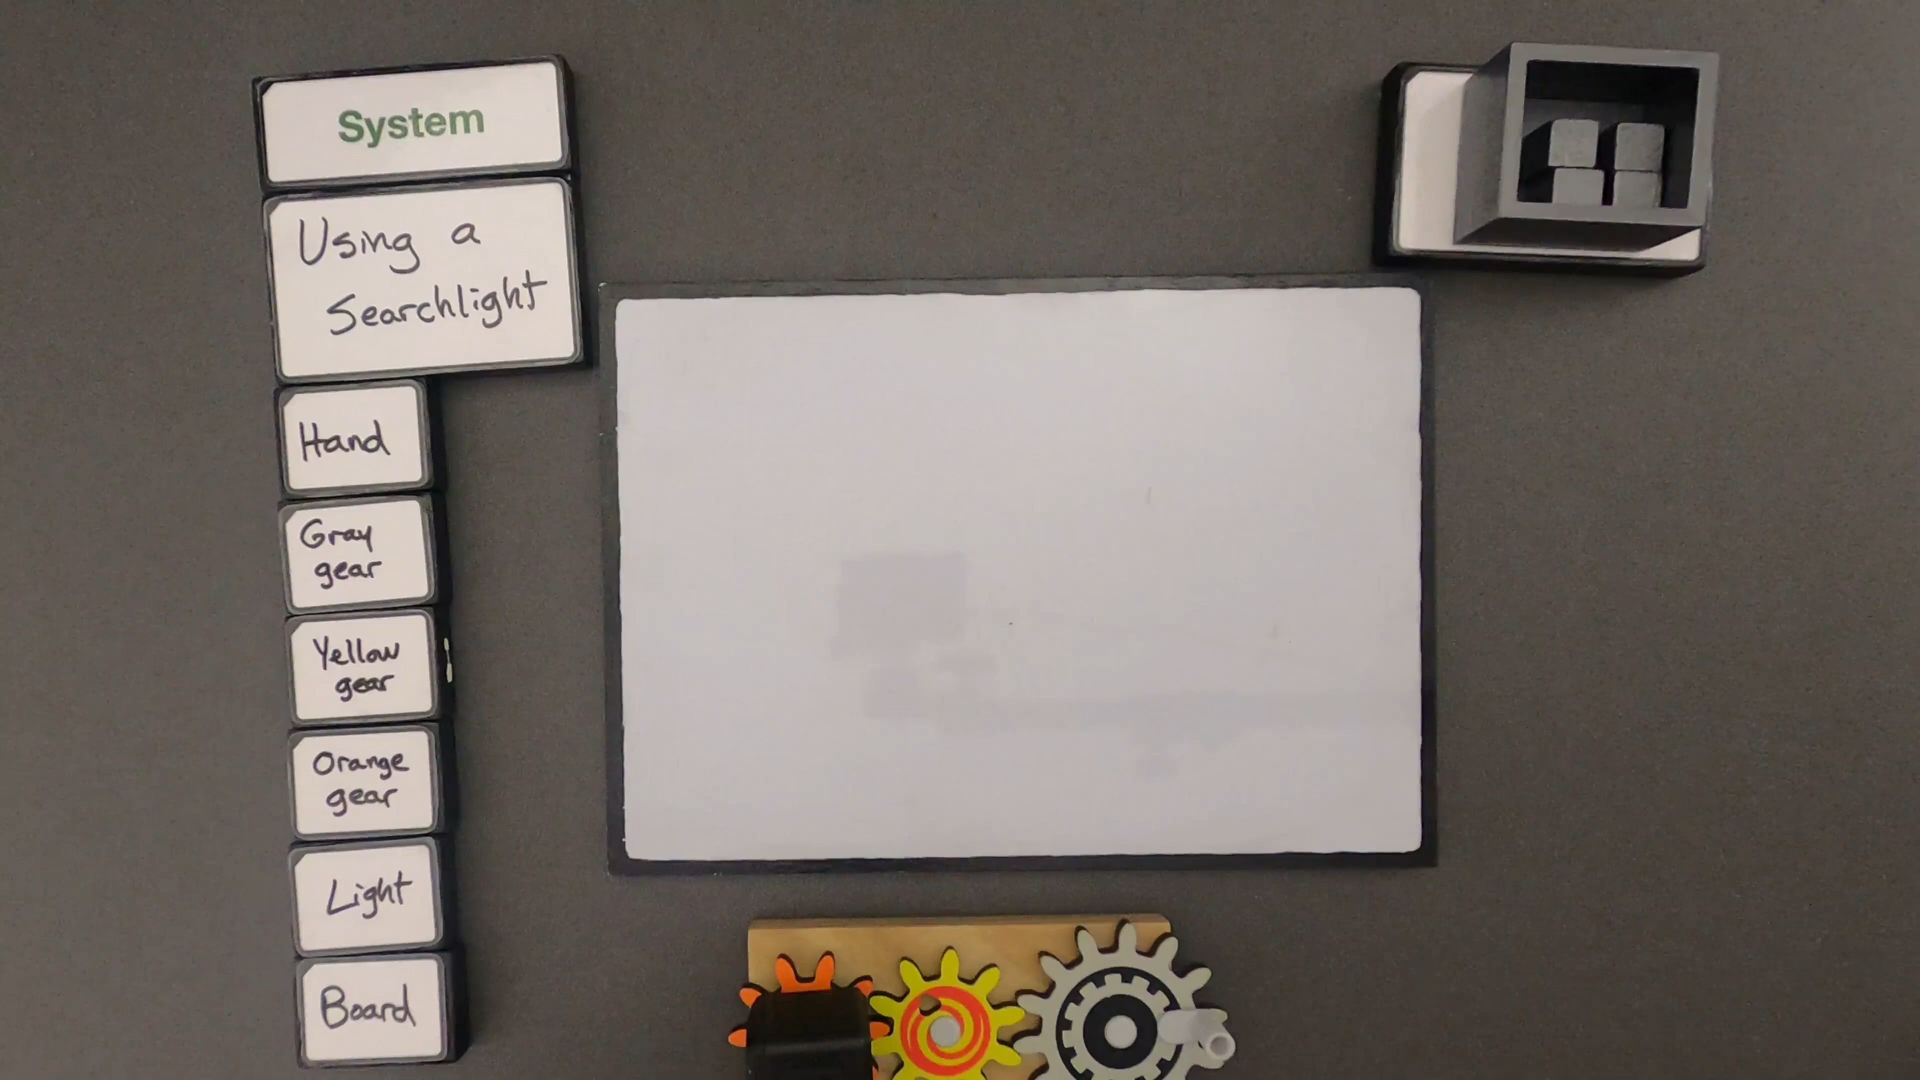 System
Using a
Searchlight
Hand
Gray
gear
Yellow
gear
Orange
gear
Light
Board